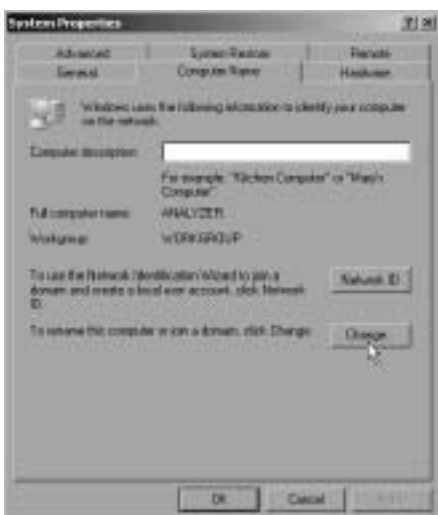 System Properties
Advanced System Restore Remote
General Computer Name Hardware
Windows uses the following information to identify your computer
on the network.
Computer description:
For example: "Kitchen Computer" or "Mary's
Computer".
Full computer name: ANALYZER
Workgroup: WORKGROUP
To use the Network Identification Wizard to join a
domain and create a local user account, click Network
ID.
Network ID
To rename this computer or join a domain, click Change.
Change...
OK Cancel Apply